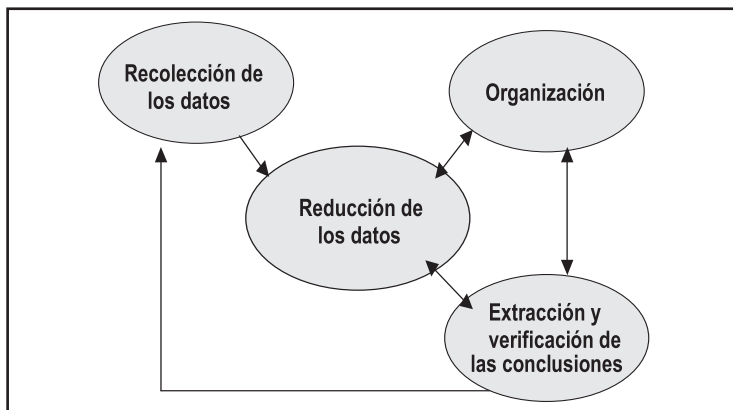 Recolección de
los datos
Organización
Reducción de
los datos
Extracción y
verificación de
las conclusiones